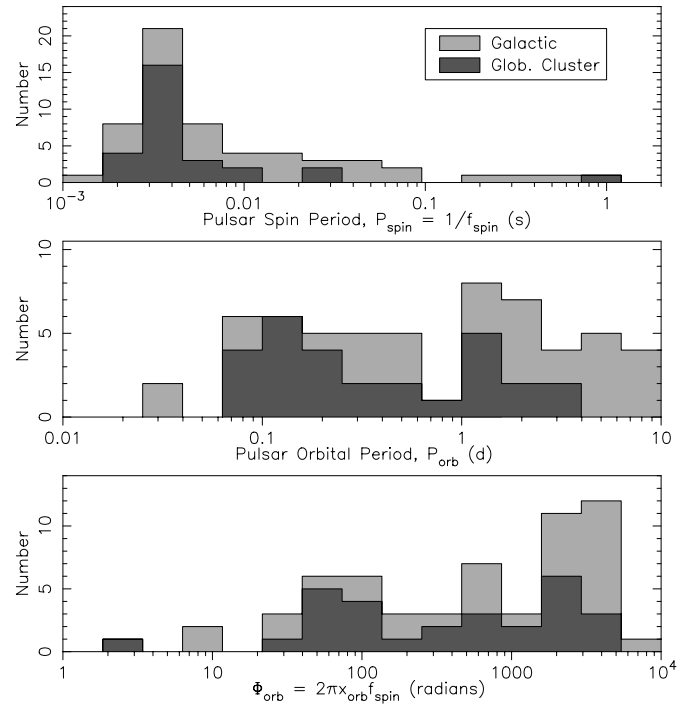 Number
0
5
10
15
20
Galactic
Glob. Cluster
10⁻³ 0.01 0.1 1
Pulsar Spin Period, P_spin = 1/f_spin (s)
Number
0
5
10
0.01 0.1 1 10
Pulsar Orbital Period, P_orb (d)
Number
0
5
10
1 10 100 1000 10⁴
Φ_orb = 2πx_orb f_spin (radians)